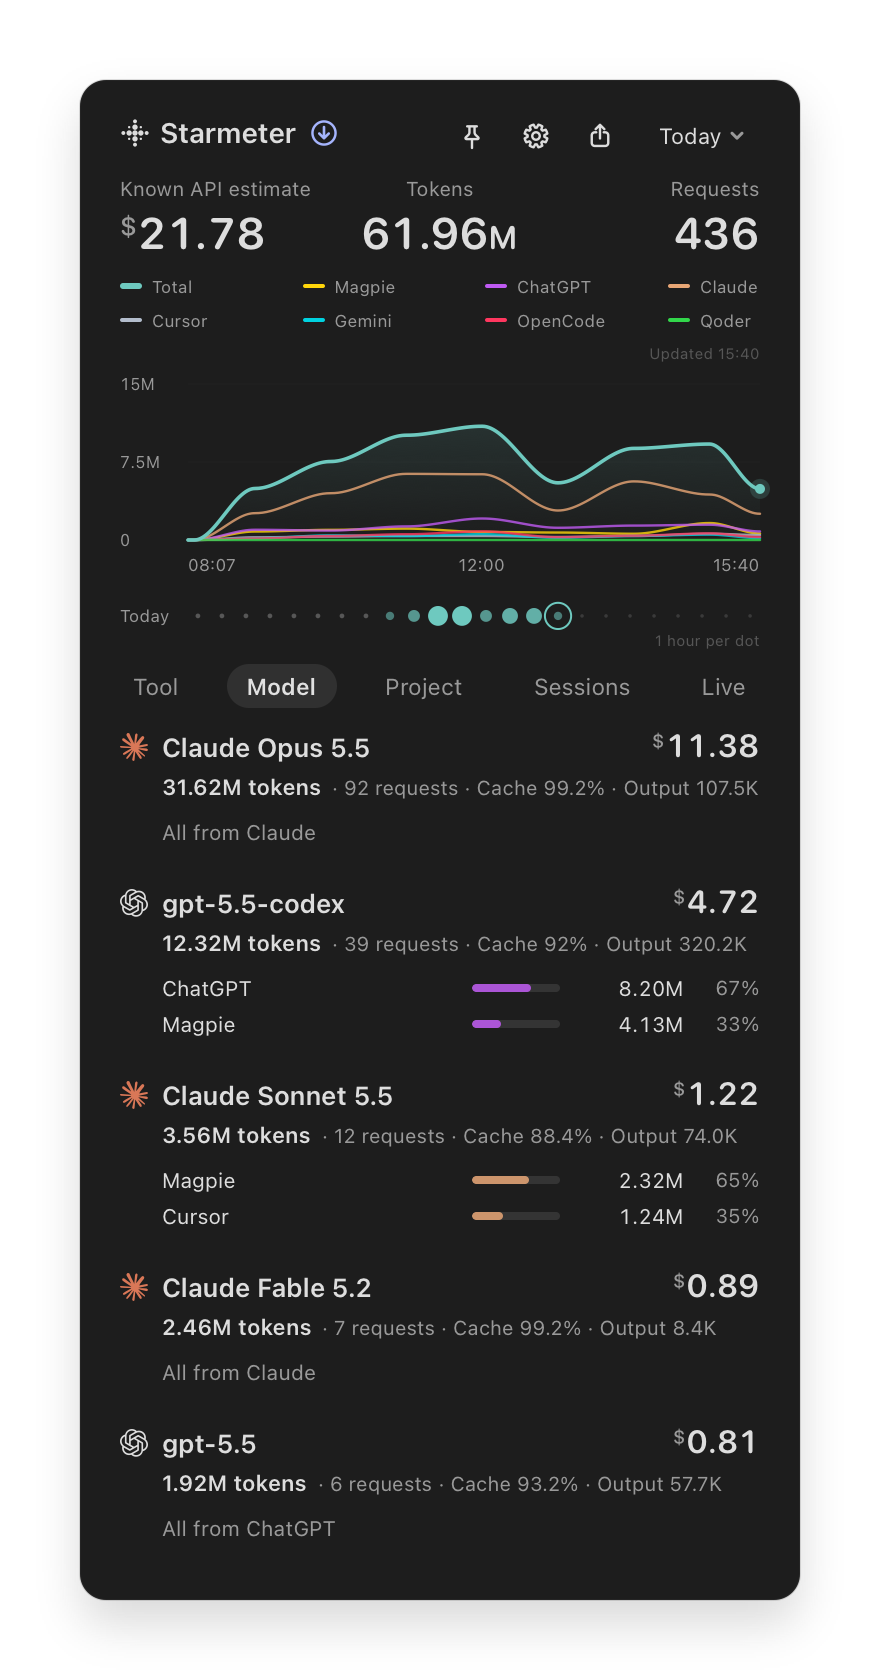 Starmeter
Today
Known API estimate
Tokens
Requests
$21.78
61.96M
436
Total
Magpie
ChatGPT
Claude
Cursor
Gemini
OpenCode
Qoder
Updated 15:40
15M
7.5M
0
08:07
12:00
15:40
Today
1 hour per dot
Tool
Model
Project
Sessions
Live
Claude Opus 5.5
$11.38
31.62M tokens · 92 requests · Cache 99.2% · Output 107.5K
All from Claude
gpt-5.5-codex
$4.72
12.32M tokens · 39 requests · Cache 92% · Output 320.2K
ChatGPT 8.20M 67%
Magpie 4.13M 33%
Claude Sonnet 5.5
$1.22
3.56M tokens · 12 requests · Cache 88.4% · Output 74.0K
Magpie 2.32M 65%
Cursor 1.24M 35%
Claude Fable 5.2
$0.89
2.46M tokens · 7 requests · Cache 99.2% · Output 8.4K
All from Claude
gpt-5.5
$0.81
1.92M tokens · 6 requests · Cache 93.2% · Output 57.7K
All from ChatGPT